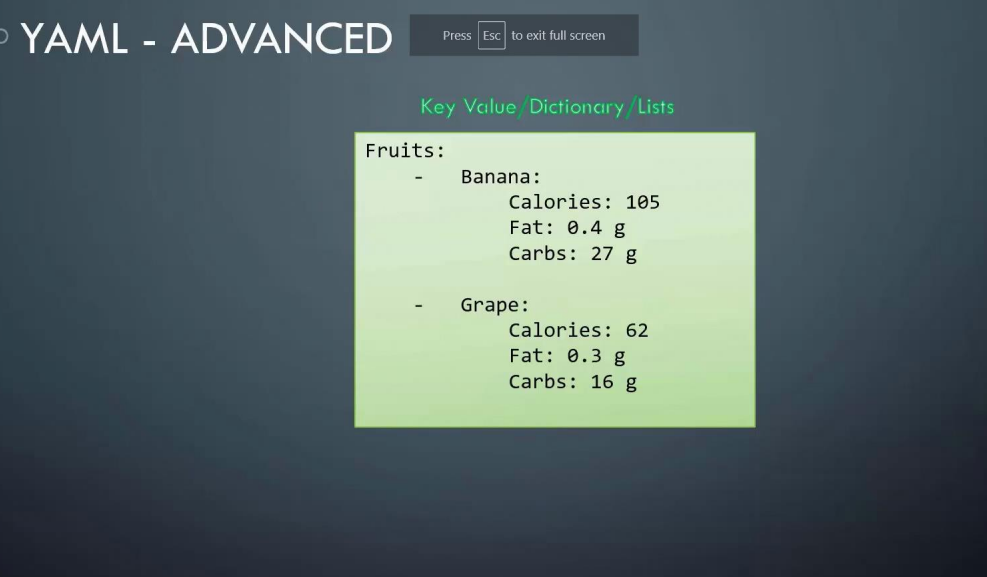 YAML - ADVANCED
Press Esc to exit full screen
Key Value/Dictionary/Lists
Fruits:
- Banana:
Calories: 105
Fat: 0.4 g
Carbs: 27 g
- Grape:
Calories: 62
Fat: 0.3 g
Carbs: 16 g